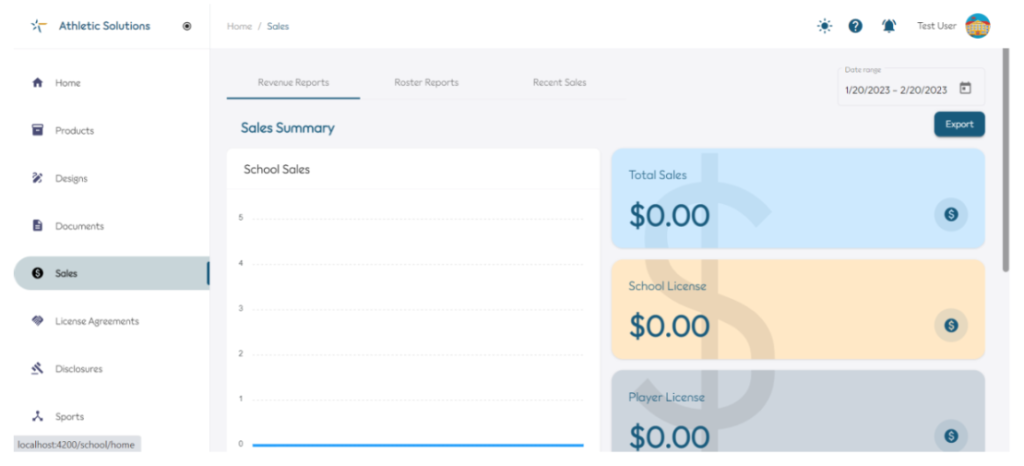 Athletic Solutions
Home / Sales
Test User
Home
Products
Designs
Documents
Sales
License Agreements
Disclosures
Sports
localhost:4200/school/home
Revenue Reports
Roster Reports
Recent Sales
Date range
1/20/2023 – 2/20/2023
Export
Sales Summary
School Sales
5
4
3
2
1
0
Total Sales
$0.00
School License
$0.00
Player License
$0.00